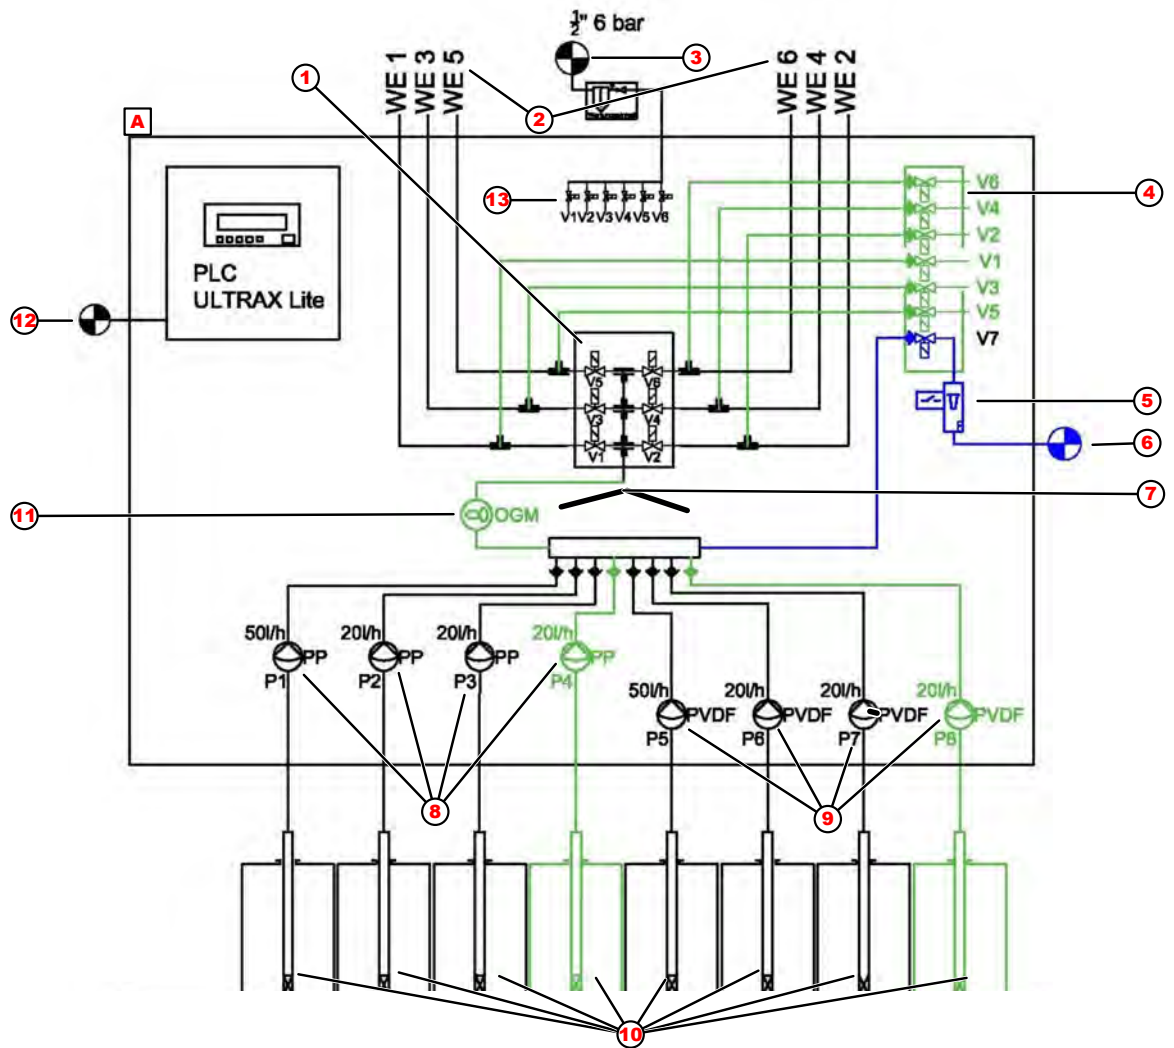 ½" 6 bar
WE 1
WE 3
WE 5
WE 6
WE 4
WE 2
3
1
2
A
4
13
V1 V2 V3 V4 V5 V6
V6
V4
V2
V1
V3
V5
V7
PLC
ULTRAX Lite
12
V5 V6
V3 V4
V1 V2
5
6
7
11
OGM
50l/h 20l/h 20l/h 20l/h
PP PP PP PP
P1 P2 P3 P4
50l/h 20l/h 20l/h 20l/h
PVDF PVDF PVDF PVDF
P5 P6 P7 P8
8
9
10